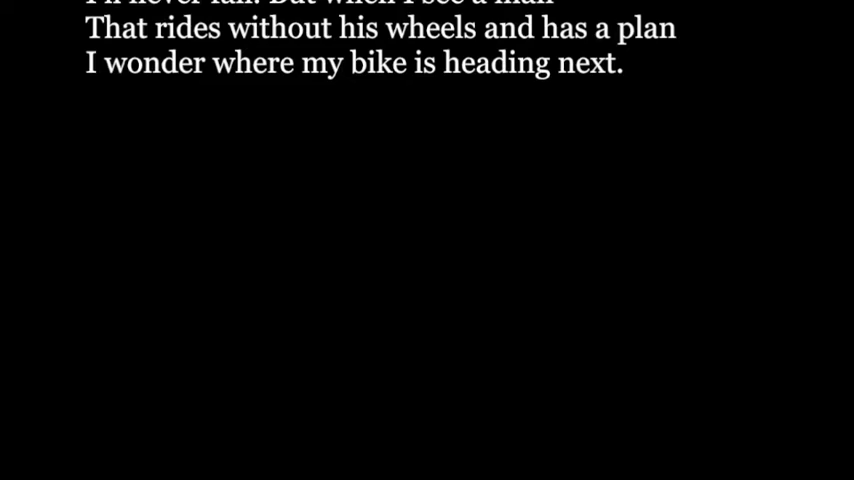 I'll never fall. But when I see a man
That rides without his wheels and has a plan
I wonder where my bike is heading next.